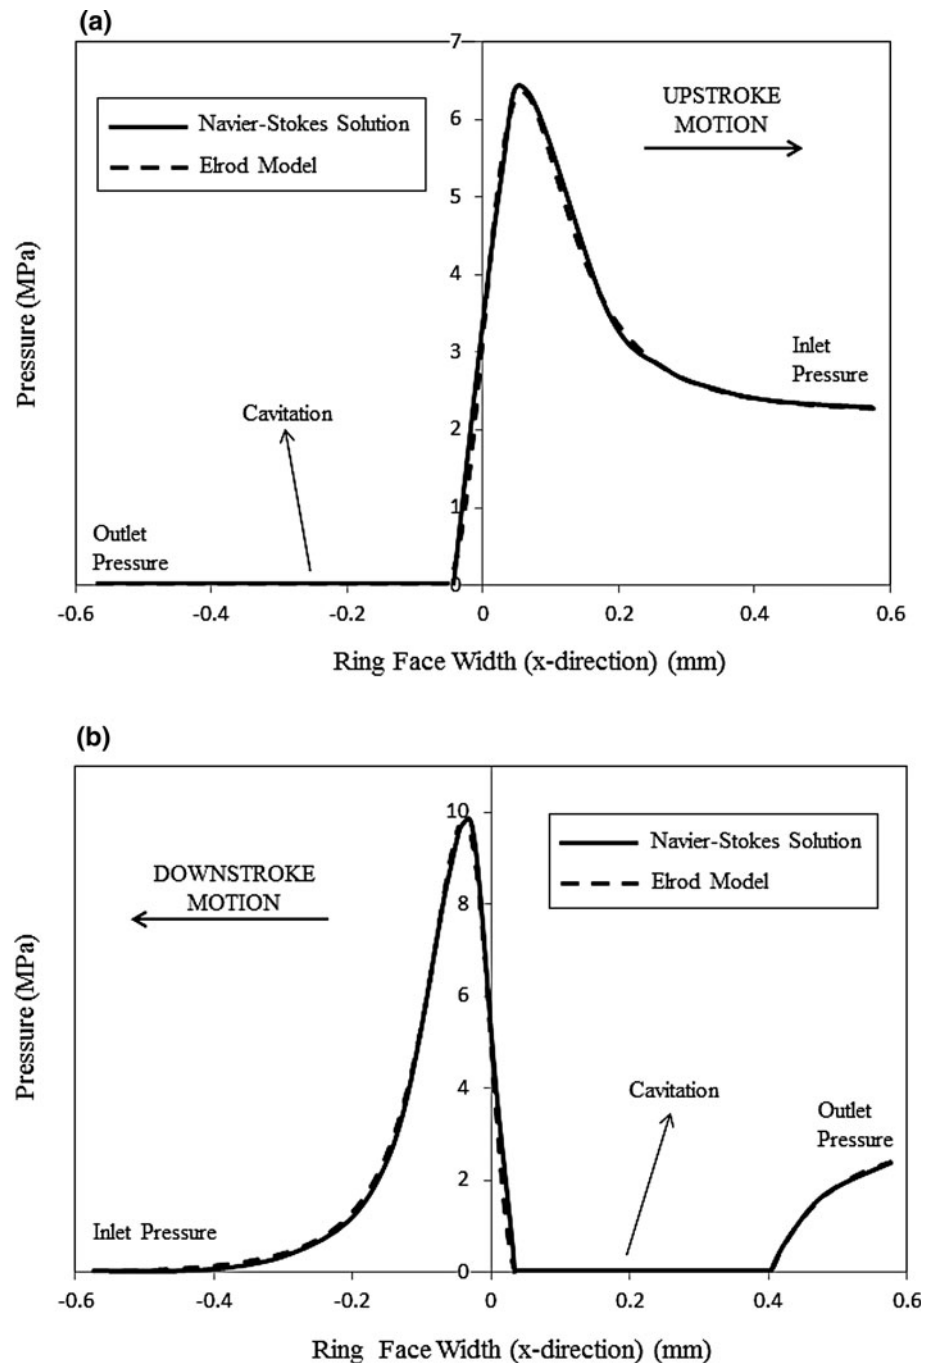 (a)
7
6
5
4
3
2
1
0
Navier-Stokes Solution
Elrod Model
UPSTROKE
MOTION
Pressure (MPa)
Inlet
Pressure
Cavitation
Outlet
Pressure
-0.6
-0.4
-0.2
0
0.2
0.4
0.6
Ring Face Width (x-direction) (mm)
(b)
10
8
6
4
2
0
Navier-Stokes Solution
Elrod Model
DOWNSTROKE
MOTION
Pressure (MPa)
Cavitation
Outlet
Pressure
Inlet Pressure
-0.6
-0.4
-0.2
0
0.2
0.4
0.6
Ring Face Width (x-direction) (mm)